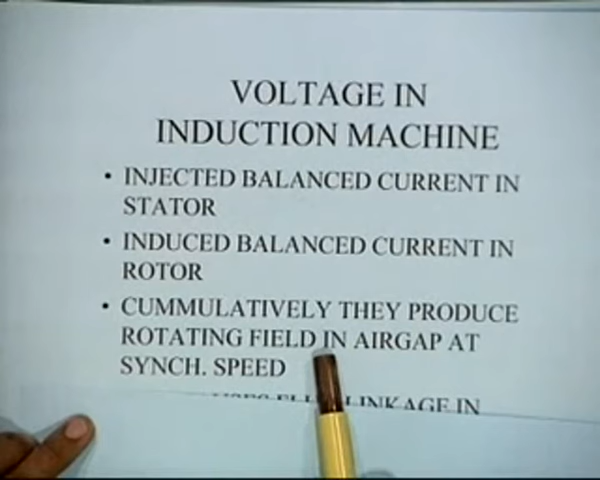 VOLTAGE IN
INDUCTION MACHINE
• INJECTED BALANCED CURRENT IN
STATOR
• INDUCED BALANCED CURRENT IN
ROTOR
• CUMMULATIVELY THEY PRODUCE
ROTATING FIELD IN AIRGAP AT
SYNCH. SPEED
LINKAGE IN